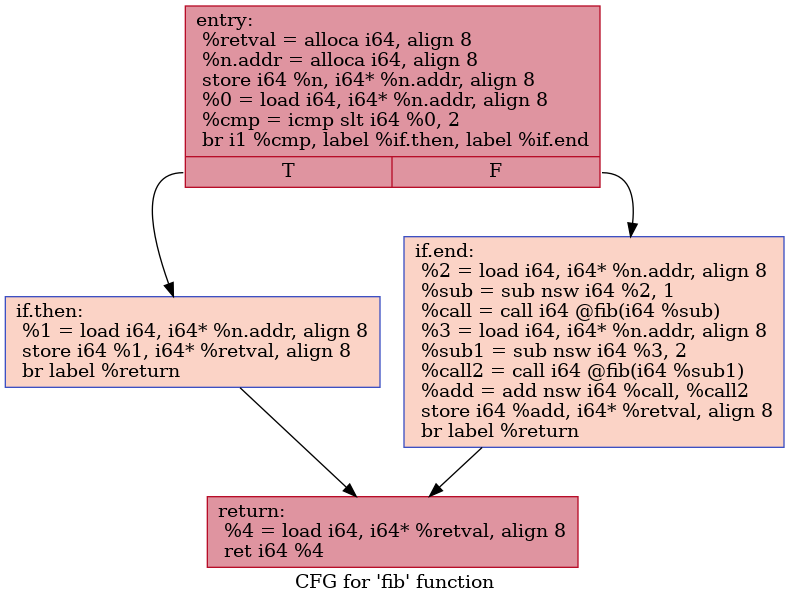 entry:
%retval = alloca i64, align 8
%n.addr = alloca i64, align 8
store i64 %n, i64* %n.addr, align 8
%0 = load i64, i64* %n.addr, align 8
%cmp = icmp slt i64 %0, 2
br i1 %cmp, label %if.then, label %if.end
T
F
if.then:
%1 = load i64, i64* %n.addr, align 8
store i64 %1, i64* %retval, align 8
br label %return
if.end:
%2 = load i64, i64* %n.addr, align 8
%sub = sub nsw i64 %2, 1
%call = call i64 @fib(i64 %sub)
%3 = load i64, i64* %n.addr, align 8
%sub1 = sub nsw i64 %3, 2
%call2 = call i64 @fib(i64 %sub1)
%add = add nsw i64 %call, %call2
store i64 %add, i64* %retval, align 8
br label %return
return:
%4 = load i64, i64* %retval, align 8
ret i64 %4
CFG for 'fib' function